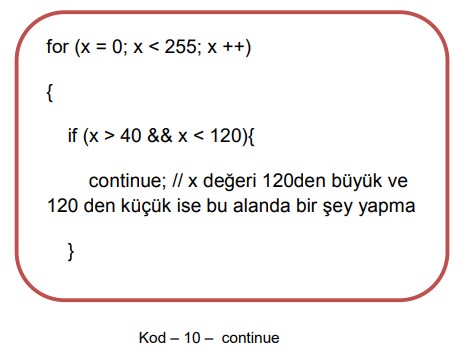 for (x = 0; x < 255; x ++)
{
if (x > 40 && x < 120){
continue; // x değeri 120den büyük ve
120 den küçük ise bu alanda bir şey yapma
}
Kod – 10 – continue